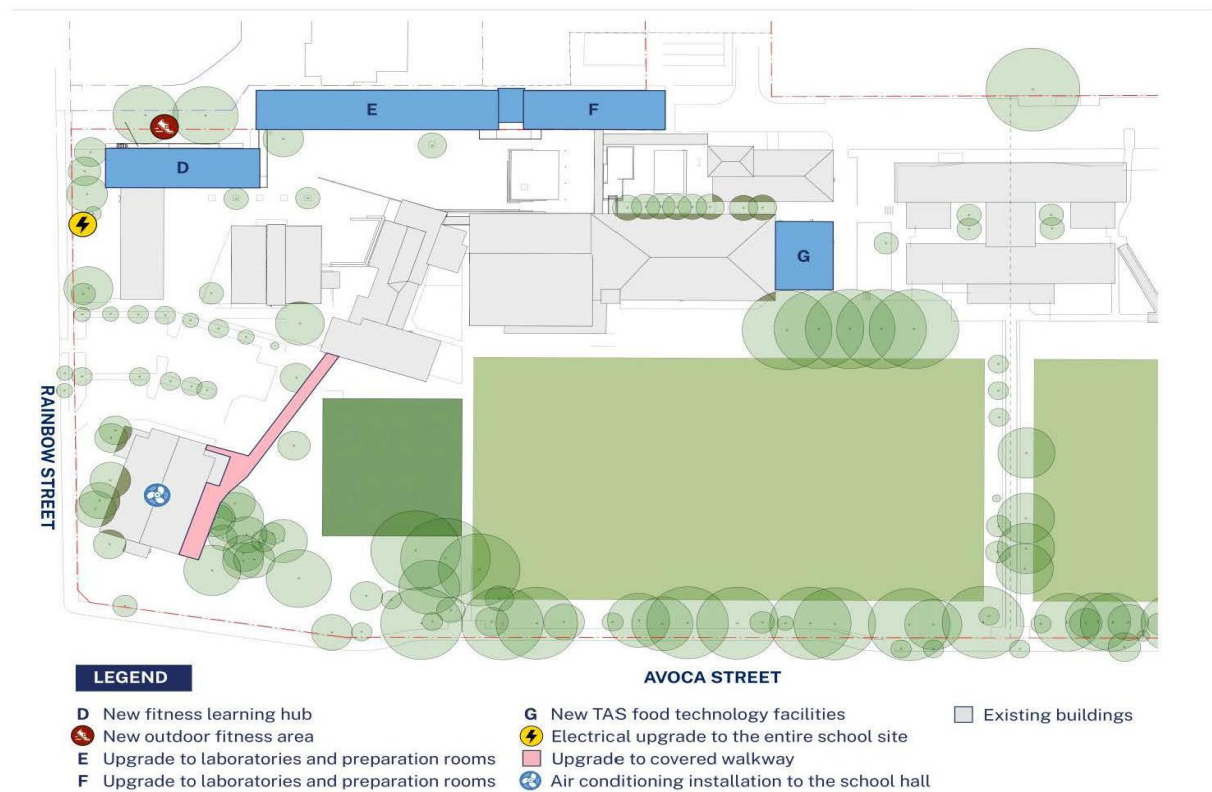 E
F
D
G
RAINBOW STREET
AVOCA STREET
LEGEND
D New fitness learning hub
New outdoor fitness area
E Upgrade to laboratories and preparation rooms
F Upgrade to laboratories and preparation rooms
G New TAS food technology facilities
Electrical upgrade to the entire school site
Upgrade to covered walkway
Air conditioning installation to the school hall
Existing buildings